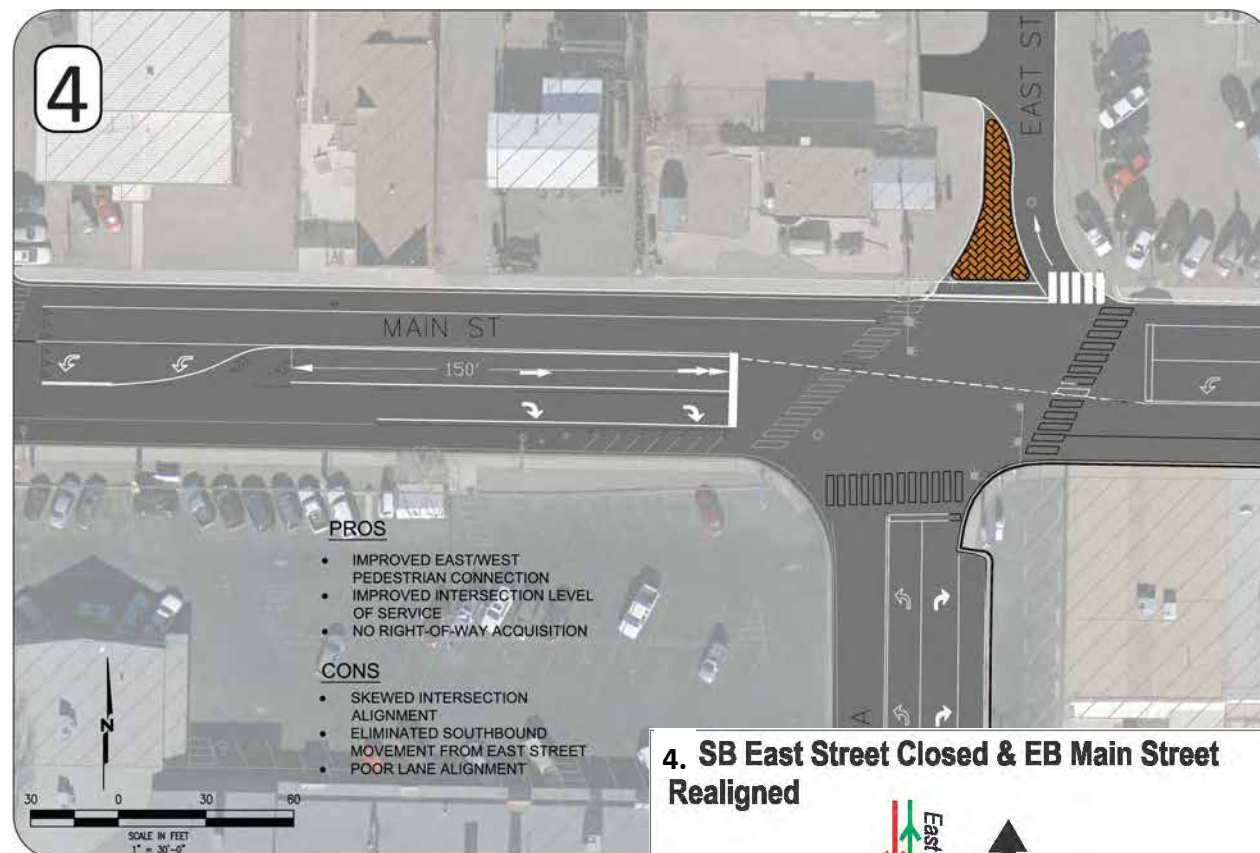 4
EAST ST
MAIN ST
150'
PROS
• IMPROVED EAST/WEST
PEDESTRIAN CONNECTION
• IMPROVED INTERSECTION LEVEL
OF SERVICE
• NO RIGHT-OF-WAY ACQUISITION
CONS
• SKEWED INTERSECTION
ALIGNMENT
• ELIMINATED SOUTHBOUND
MOVEMENT FROM EAST STREET
• POOR LANE ALIGNMENT
N
30 0 30 60
SCALE IN FEET
1" = 30'-0"
A
4. SB East Street Closed & EB Main Street
Realigned
East